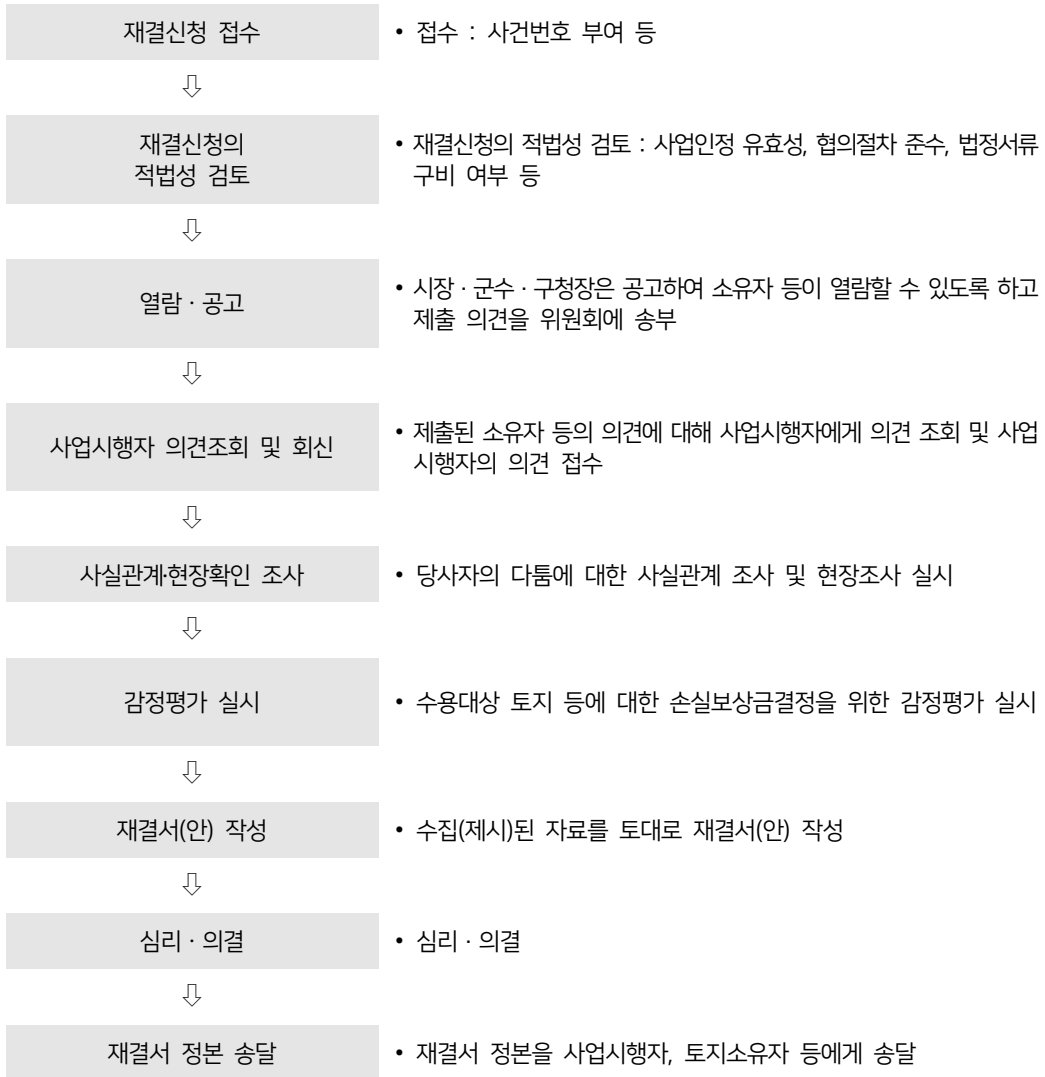 재결신청 접수
• 접수 : 사건번호 부여 등
⇩
재결신청의
적법성 검토
• 재결신청의 적법성 검토 : 사업인정 유효성, 협의절차 준수, 법정서류
구비 여부 등
⇩
열람 · 공고
• 시장 · 군수 · 구청장은 공고하여 소유자 등이 열람할 수 있도록 하고
제출 의견을 위원회에 송부
⇩
사업시행자 의견조회 및 회신
• 제출된 소유자 등의 의견에 대해 사업시행자에게 의견 조회 및 사업
시행자의 의견 접수
⇩
사실관계·현장확인 조사
• 당사자의 다툼에 대한 사실관계 조사 및 현장조사 실시
⇩
감정평가 실시
• 수용대상 토지 등에 대한 손실보상금결정을 위한 감정평가 실시
⇩
재결서(안) 작성
• 수집(제시)된 자료를 토대로 재결서(안) 작성
⇩
심리 · 의결
• 심리 · 의결
⇩
재결서 정본 송달
• 재결서 정본을 사업시행자, 토지소유자 등에게 송달